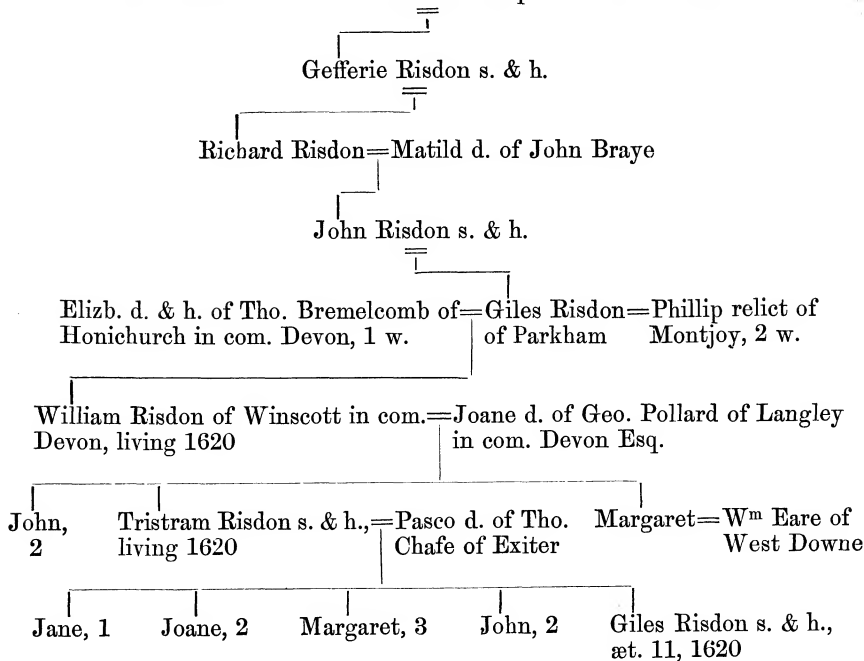 Gefferie Risdon s. & h.
Richard Risdon=Matild d. of John Braye
John Risdon s. & h.
Elizb. d. & h. of Tho. Bremelcomb of=Giles Risdon=Phillip relict of
Honichurch in com. Devon, 1 w. of Parkham Montjoy, 2 w.
William Risdon of Winscott in com.=Joane d. of Geo. Pollard of Langley
Devon, living 1620 in com. Devon Esq.
John, Tristram Risdon s. & h.,=Pasco d. of Tho. Margaret=Wm Eare of
2 living 1620 Chafe of Exiter West Downe
Jane, 1 Joane, 2 Margaret, 3 John, 2 Giles Risdon s. & h.,
æt. 11, 1620